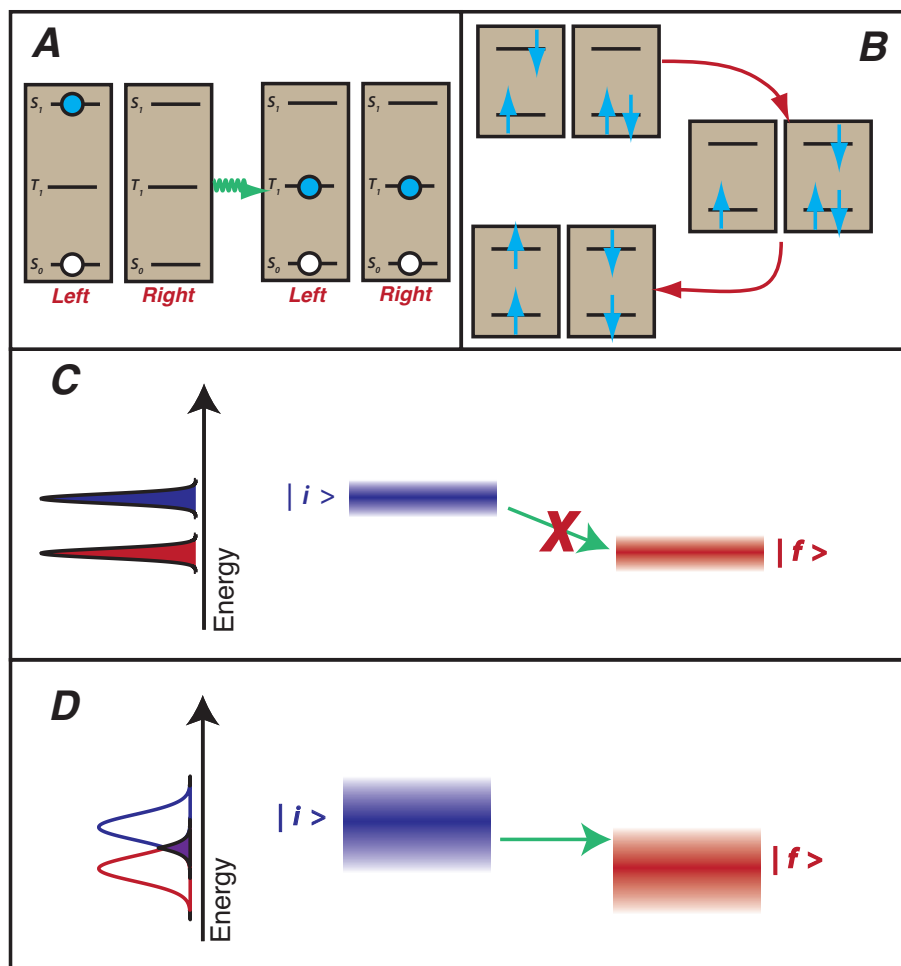 A
S1
T1
S0
Left
S1
T1
S0
Right
S1
T1
S0
Left
S1
T1
S0
Right
B
C
Energy
| i >
X
| f >
D
Energy
| i >
| f >